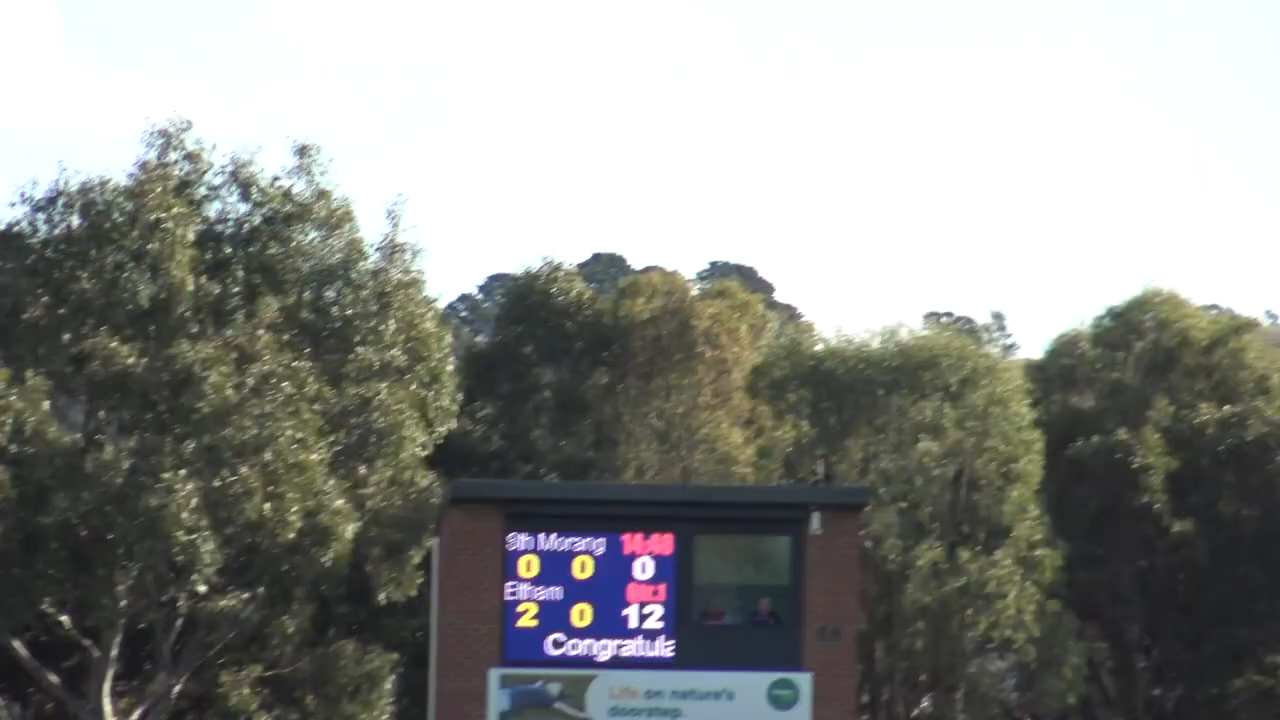 Sth Morang
0 0 0
Eltham
2 0 12
Congratula
Life on nature's
doorstep.